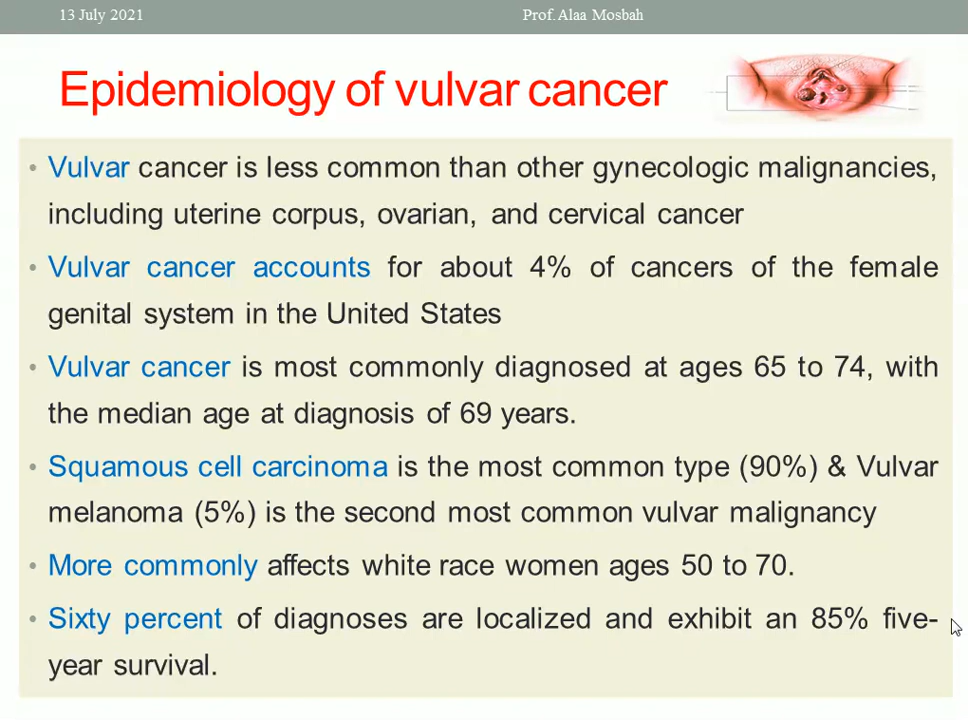 13 July 2021
Prof. Alaa Mosbah
Epidemiology of vulvar cancer
• Vulvar cancer is less common than other gynecologic malignancies,
including uterine corpus, ovarian, and cervical cancer
• Vulvar cancer accounts for about 4% of cancers of the female
genital system in the United States
• Vulvar cancer is most commonly diagnosed at ages 65 to 74, with
the median age at diagnosis of 69 years.
• Squamous cell carcinoma is the most common type (90%) & Vulvar
melanoma (5%) is the second most common vulvar malignancy
• More commonly affects white race women ages 50 to 70.
• Sixty percent of diagnoses are localized and exhibit an 85% five-
year survival.